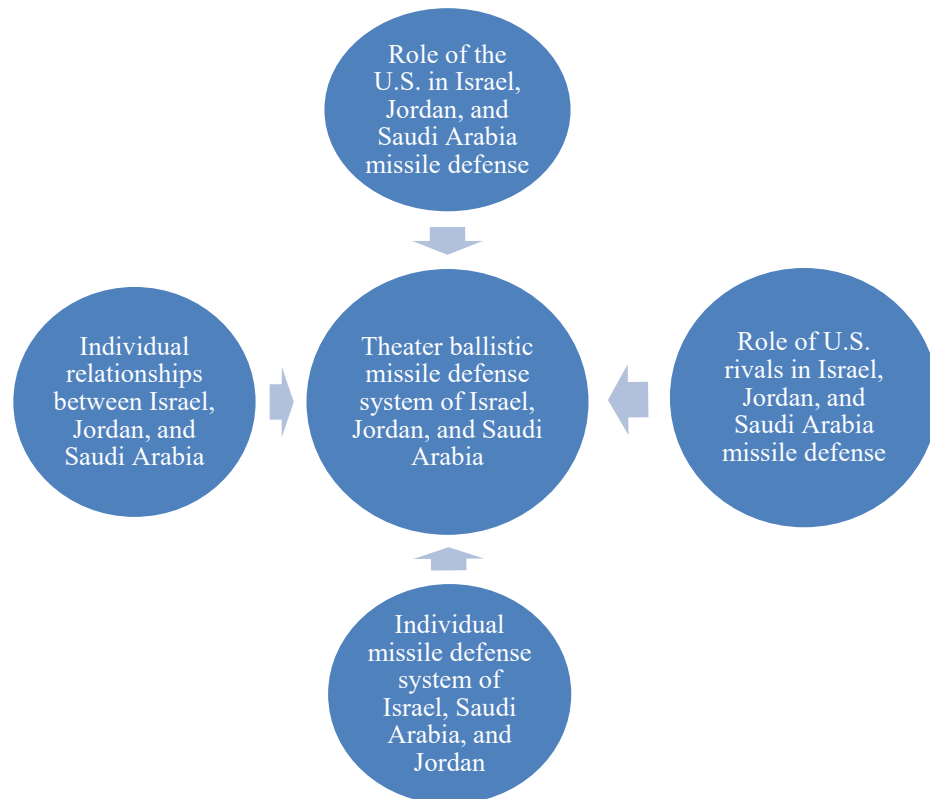 Role of the
U.S. in Israel,
Jordan, and
Saudi Arabia
missile defense
Individual
relationships
between Israel,
Jordan, and
Saudi Arabia
Theater ballistic
missile defense
system of Israel,
Jordan, and Saudi
Arabia
Role of U.S.
rivals in Israel,
Jordan, and
Saudi Arabia
missile defense
Individual
missile defense
system of
Israel, Saudi
Arabia, and
Jordan